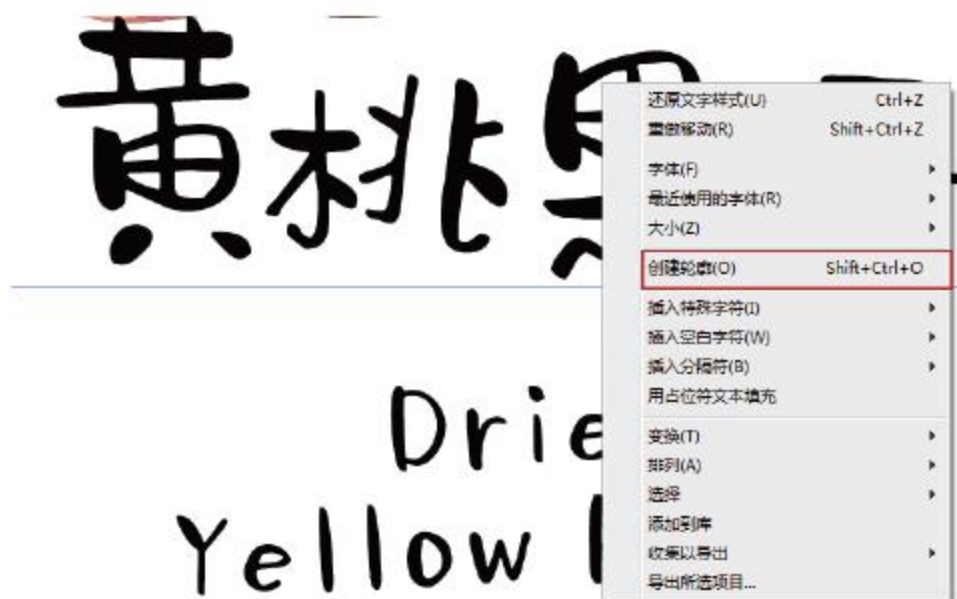 黄桃果
还原文字样式(U) Ctrl+Z
重做移动(R) Shift+Ctrl+Z
字体(F)
最近使用的字体(R)
大小(Z)
创建轮廓(O) Shift+Ctrl+O
插入特殊字符(I)
插入空白字符(W)
插入分隔符(B)
用占位符文本填充
变换(T)
排列(A)
选择
添加到库
收集以导出
导出所选项目...
Drie
Yellow